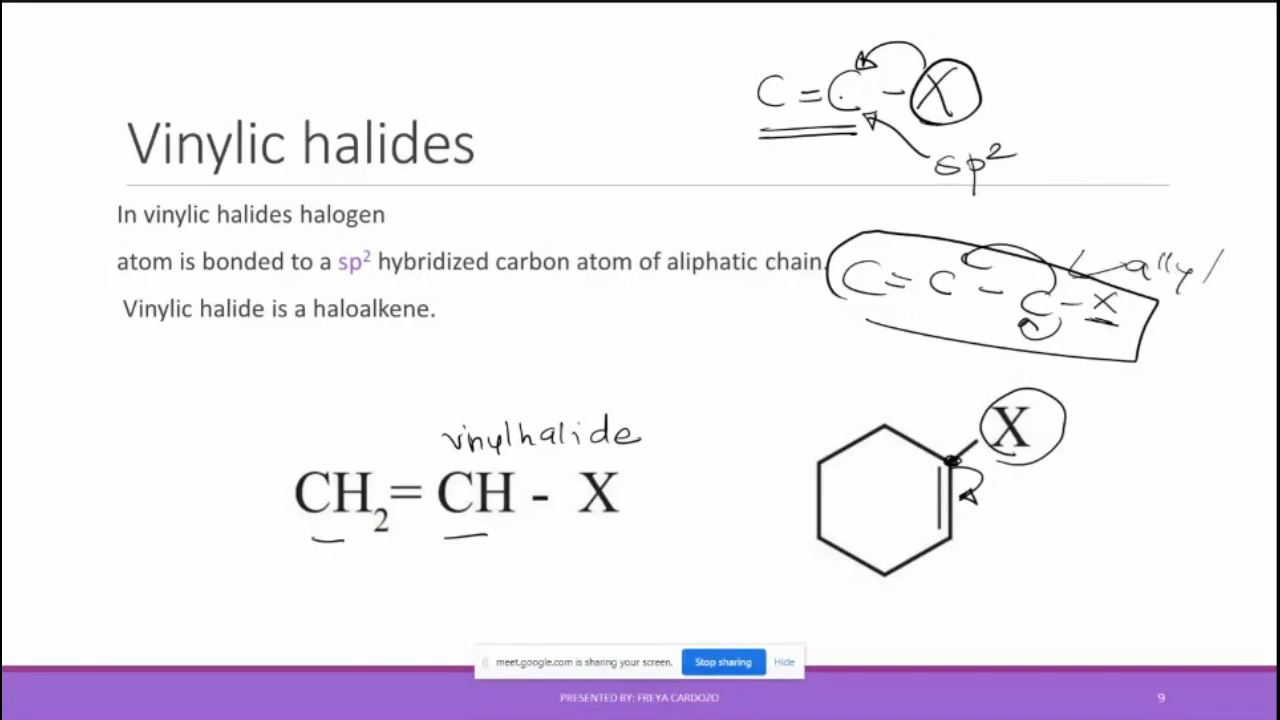 C = C - X
sp²
Vinylic halides
In vinylic halides halogen
atom is bonded to a sp² hybridized carbon atom of aliphatic chain.
Vinylic halide is a haloalkene.
C = C - C - X
allyl
vinylhalide
CH₂ = CH - X
X
meet.google.com is sharing your screen. Stop sharing Hide
PRESENTED BY: FREYA CARDOZO 9